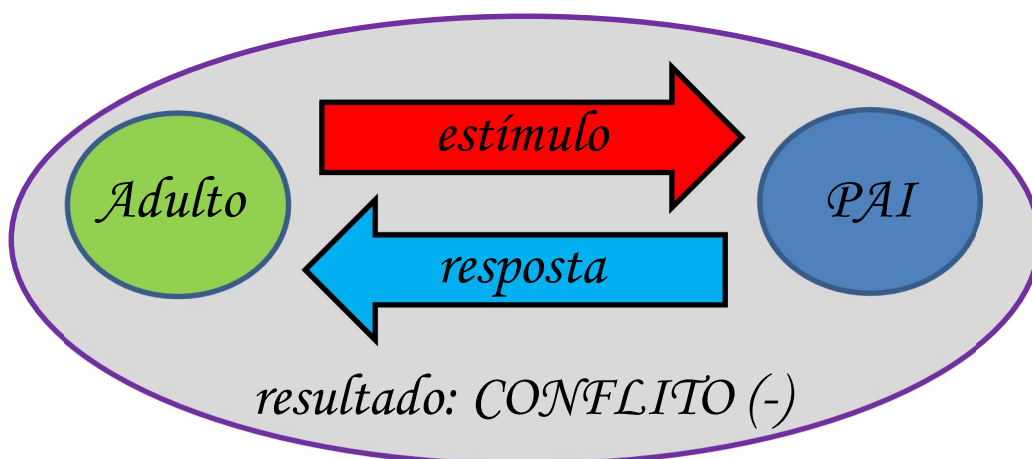 estímulo
Adulto
PAI
resposta
resultado: CONFLITO (-)